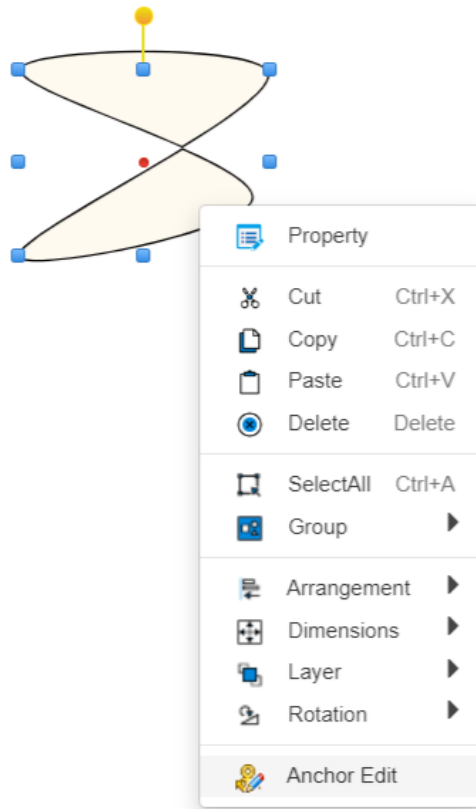 Property
Cut Ctrl+X
Copy Ctrl+C
Paste Ctrl+V
Delete Delete
SelectAll Ctrl+A
Group
Arrangement
Dimensions
Layer
Rotation
Anchor Edit